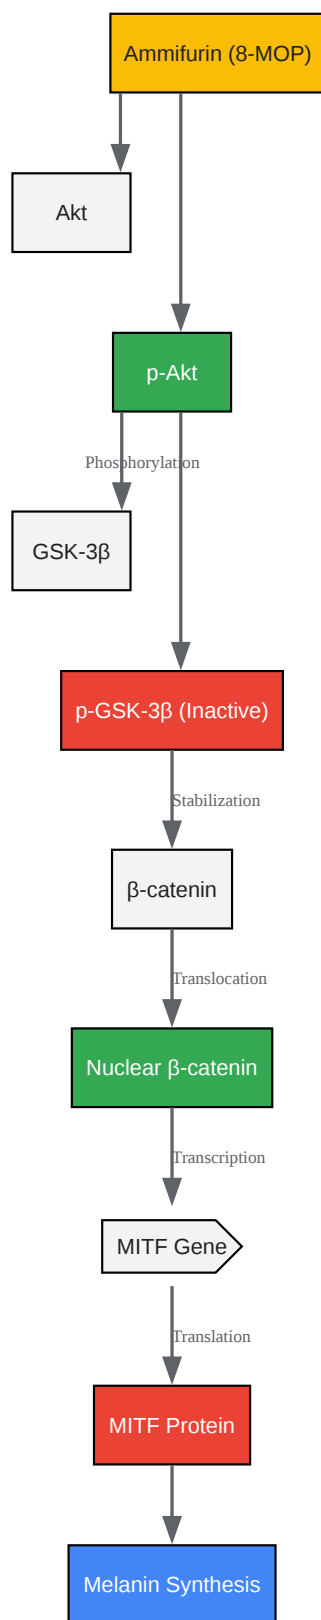 Ammifurin (8-MOP)
Akt
p-Akt
Phosphorylation
GSK-3β
p-GSK-3β (Inactive)
Stabilization
β-catenin
Translocation
Nuclear β-catenin
Transcription
MITF Gene
Translation
MITF Protein
Melanin Synthesis